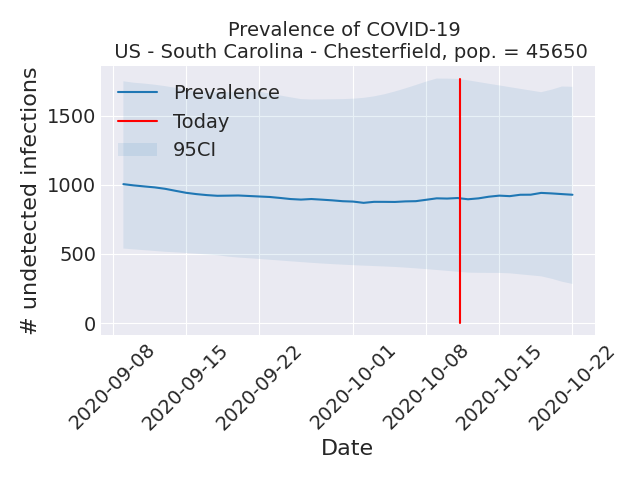 Prevalence of COVID-19
US - South Carolina - Chesterfield, pop. = 45650
# undetected infections
1500
1000
500
0
Prevalence
Today
95CI
2020-09-08
2020-09-15
2020-09-22
2020-10-01
2020-10-08
2020-10-15
2020-10-22
Date